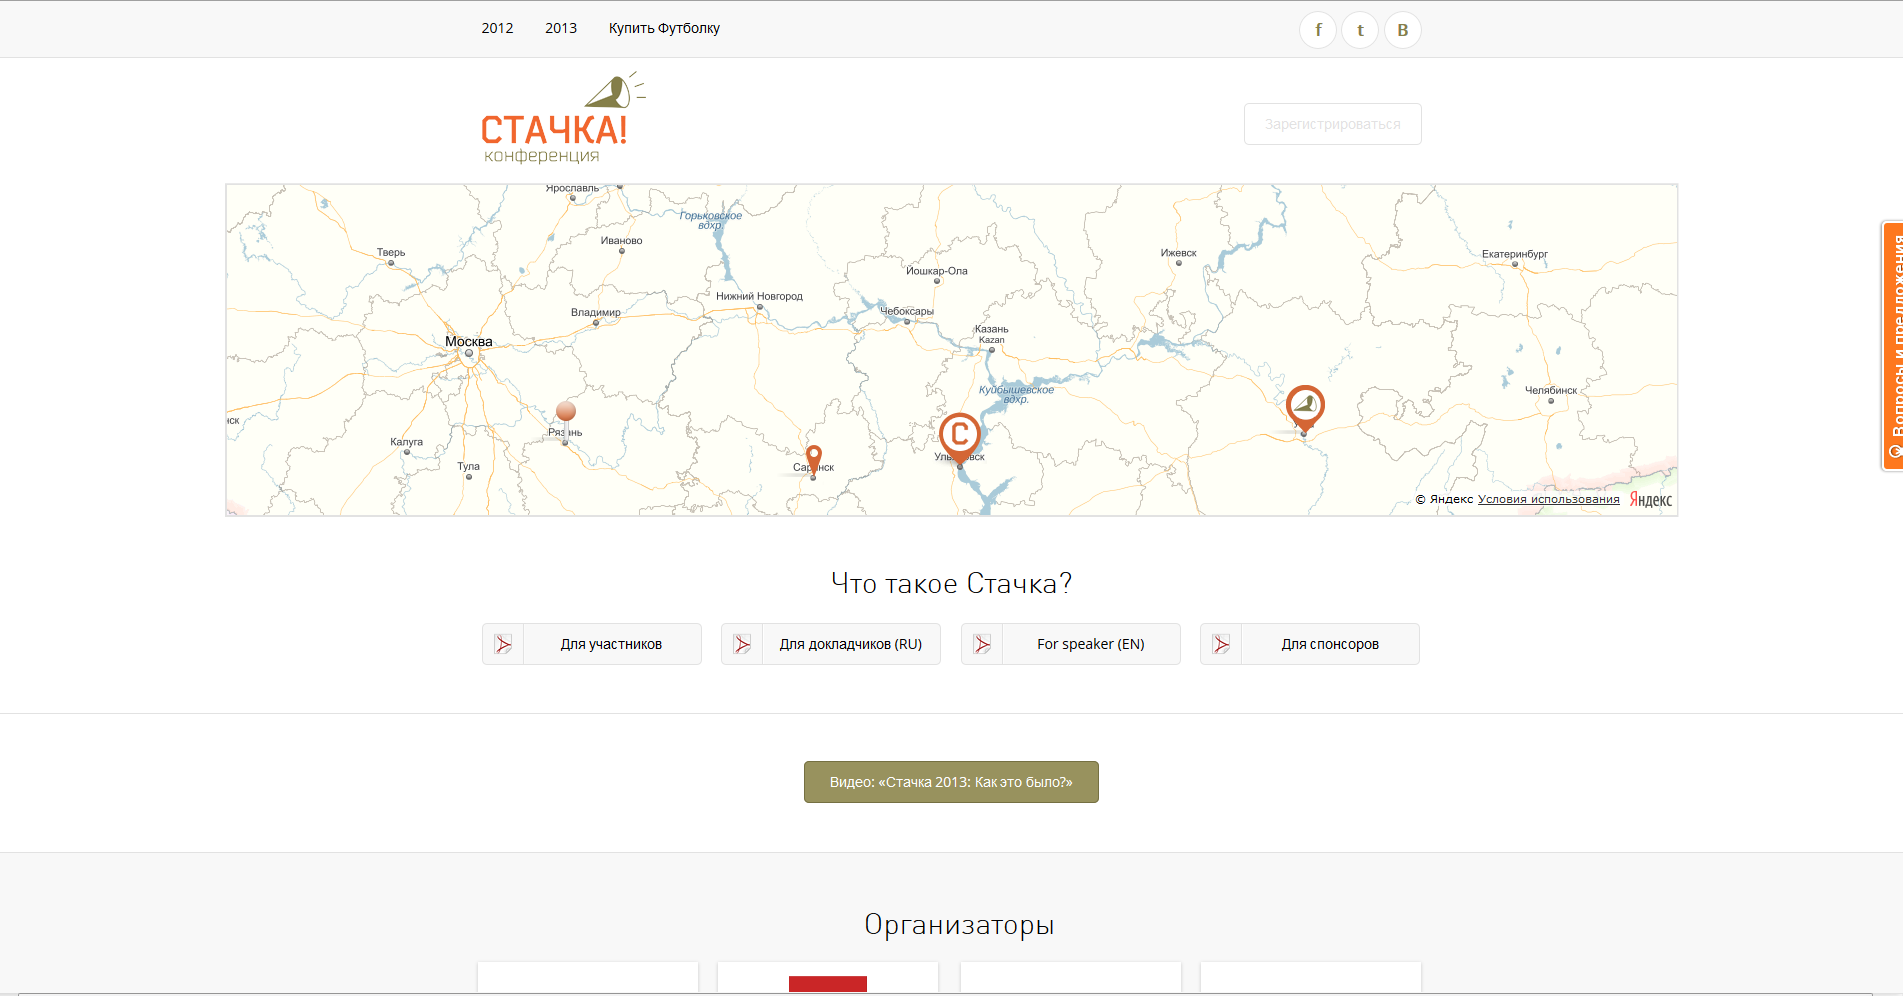 2012 2013 Купить Футболку
f t В
СТАЧКА!
конференция
Зарегистрироваться
Ярославль
Горьковское
вдхр.
Иваново
Тверь
Ижевск
Екатеринбург
Йошкар-Ола
Нижний Новгород
Владимир
Чебоксары
Казань
Kazan
Москва
Куйбышевское
вдхр.
Челябинск
нск
Рязань
Калуга
Тула
Саранск
C
Ульяновск
© Яндекс Условия использования Яндекс
Вопросы и предложения
Что такое Стачка?
Для участников
Для докладчиков (RU)
For speaker (EN)
Для спонсоров
Видео: «Стачка 2013: Как это было?»
Организаторы